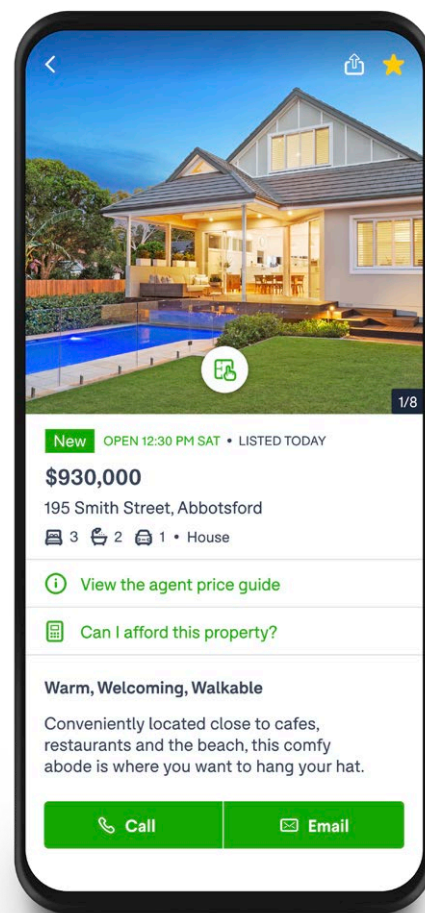 1/8
New OPEN 12:30 PM SAT • LISTED TODAY
$930,000
195 Smith Street, Abbotsford
3 2 1 • House
View the agent price guide
Can I afford this property?
Warm, Welcoming, Walkable
Conveniently located close to cafes,
restaurants and the beach, this comfy
abode is where you want to hang your hat.
Call Email